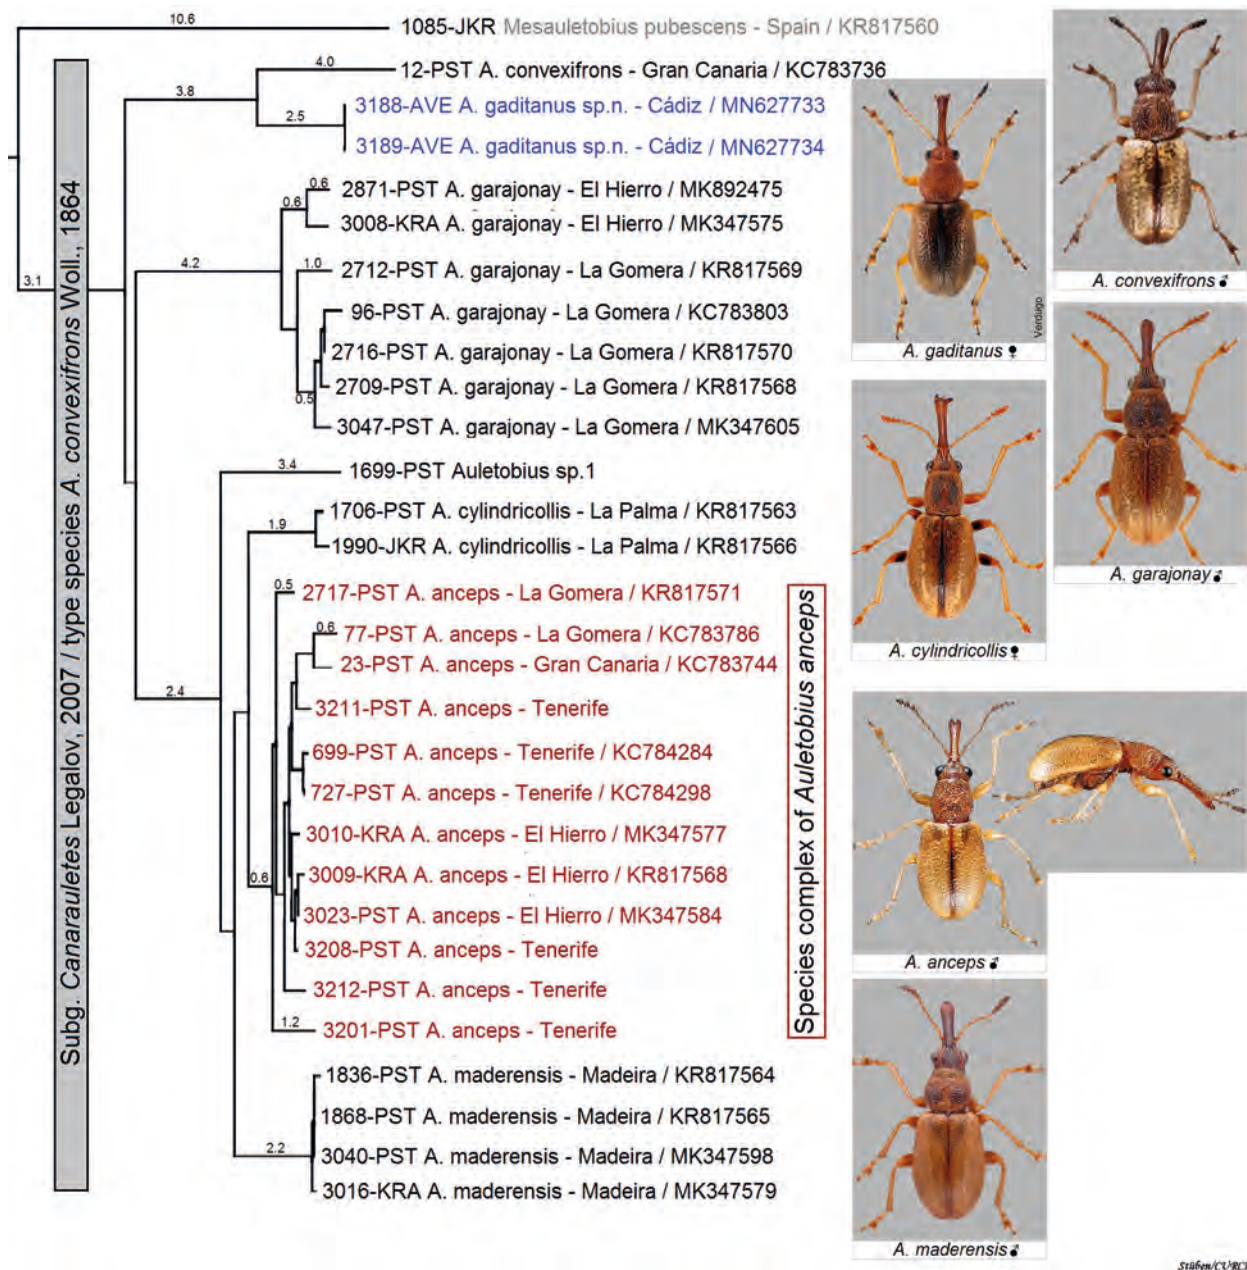 10.6
1085-JKR Mesauletobius pubescens - Spain / KR817560
4.0
12-PST A. convexifrons - Gran Canaria / KC783736
3.8
3188-AVE A. gaditanus sp.n. - Cádiz / MN627733
2.5
3189-AVE A. gaditanus sp.n. - Cádiz / MN627734
0.6
2871-PST A. garajonay - El Hierro / MK892475
0.6
3008-KRA A. garajonay - El Hierro / MK347575
4.2
1.0
2712-PST A. garajonay - La Gomera / KR817569
3.1
96-PST A. garajonay - La Gomera / KC783803
2716-PST A. garajonay - La Gomera / KR817570
2709-PST A. garajonay - La Gomera / KR817568
0.5
3047-PST A. garajonay - La Gomera / MK347605
3.4
1699-PST Auletobius sp.1
1706-PST A. cylindricollis - La Palma / KR817563
1.9
1990-JKR A. cylindricollis - La Palma / KR817566
0.5
2717-PST A. anceps - La Gomera / KR817571
0.6
77-PST A. anceps - La Gomera / KC783786
23-PST A. anceps - Gran Canaria / KC783744
2.4
3211-PST A. anceps - Tenerife
699-PST A. anceps - Tenerife / KC784284
727-PST A. anceps - Tenerife / KC784298
3010-KRA A. anceps - El Hierro / MK347577
0.6
3009-KRA A. anceps - El Hierro / KR817568
3023-PST A. anceps - El Hierro / MK347584
3208-PST A. anceps - Tenerife
3212-PST A. anceps - Tenerife
1.2
3201-PST A. anceps - Tenerife
1836-PST A. maderensis - Madeira / KR817564
1868-PST A. maderensis - Madeira / KR817565
2.2
3040-PST A. maderensis - Madeira / MK347598
3016-KRA A. maderensis - Madeira / MK347579
Subg. Canarauletes Legalov, 2007 / type species A. convexifrons Woll., 1864
Species complex of Auletobius anceps
A. convexifrons ♂
Verdugo
A. gaditanus ♀
A. garajonay ♂
A. cylindricollis ♀
A. anceps ♂
A. maderensis ♂
Stüben/CURCI